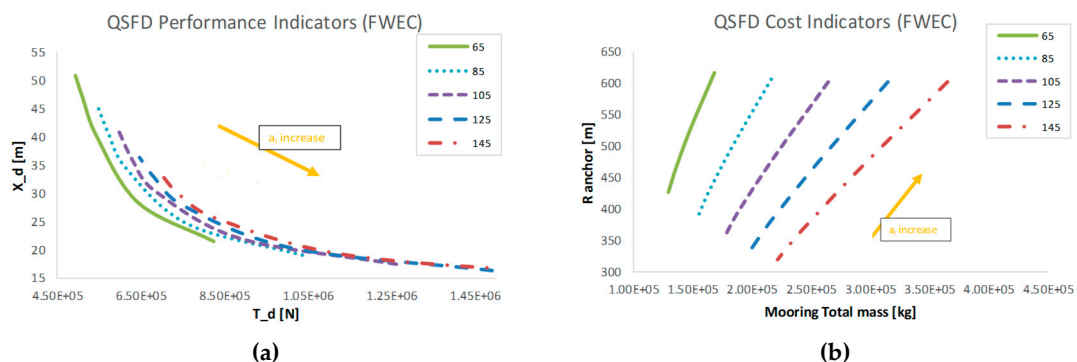 QSFD Performance Indicators (FWEC)
55
50
45
40
35
30
25
20
15
X_d [m]
4.50E+05 6.50E+05 8.50E+05 1.05E+06 1.25E+06 1.45E+06
T_d [N]
65
85
105
125
145
a, increase
(a)
QSFD Cost Indicators (FWEC)
650
600
550
500
450
400
350
300
R anchor [m]
1.00E+05 1.50E+05 2.00E+05 2.50E+05 3.00E+05 3.50E+05 4.00E+05 4.50E+05
Mooring Total mass [kg]
65
85
105
125
145
a, increase
(b)